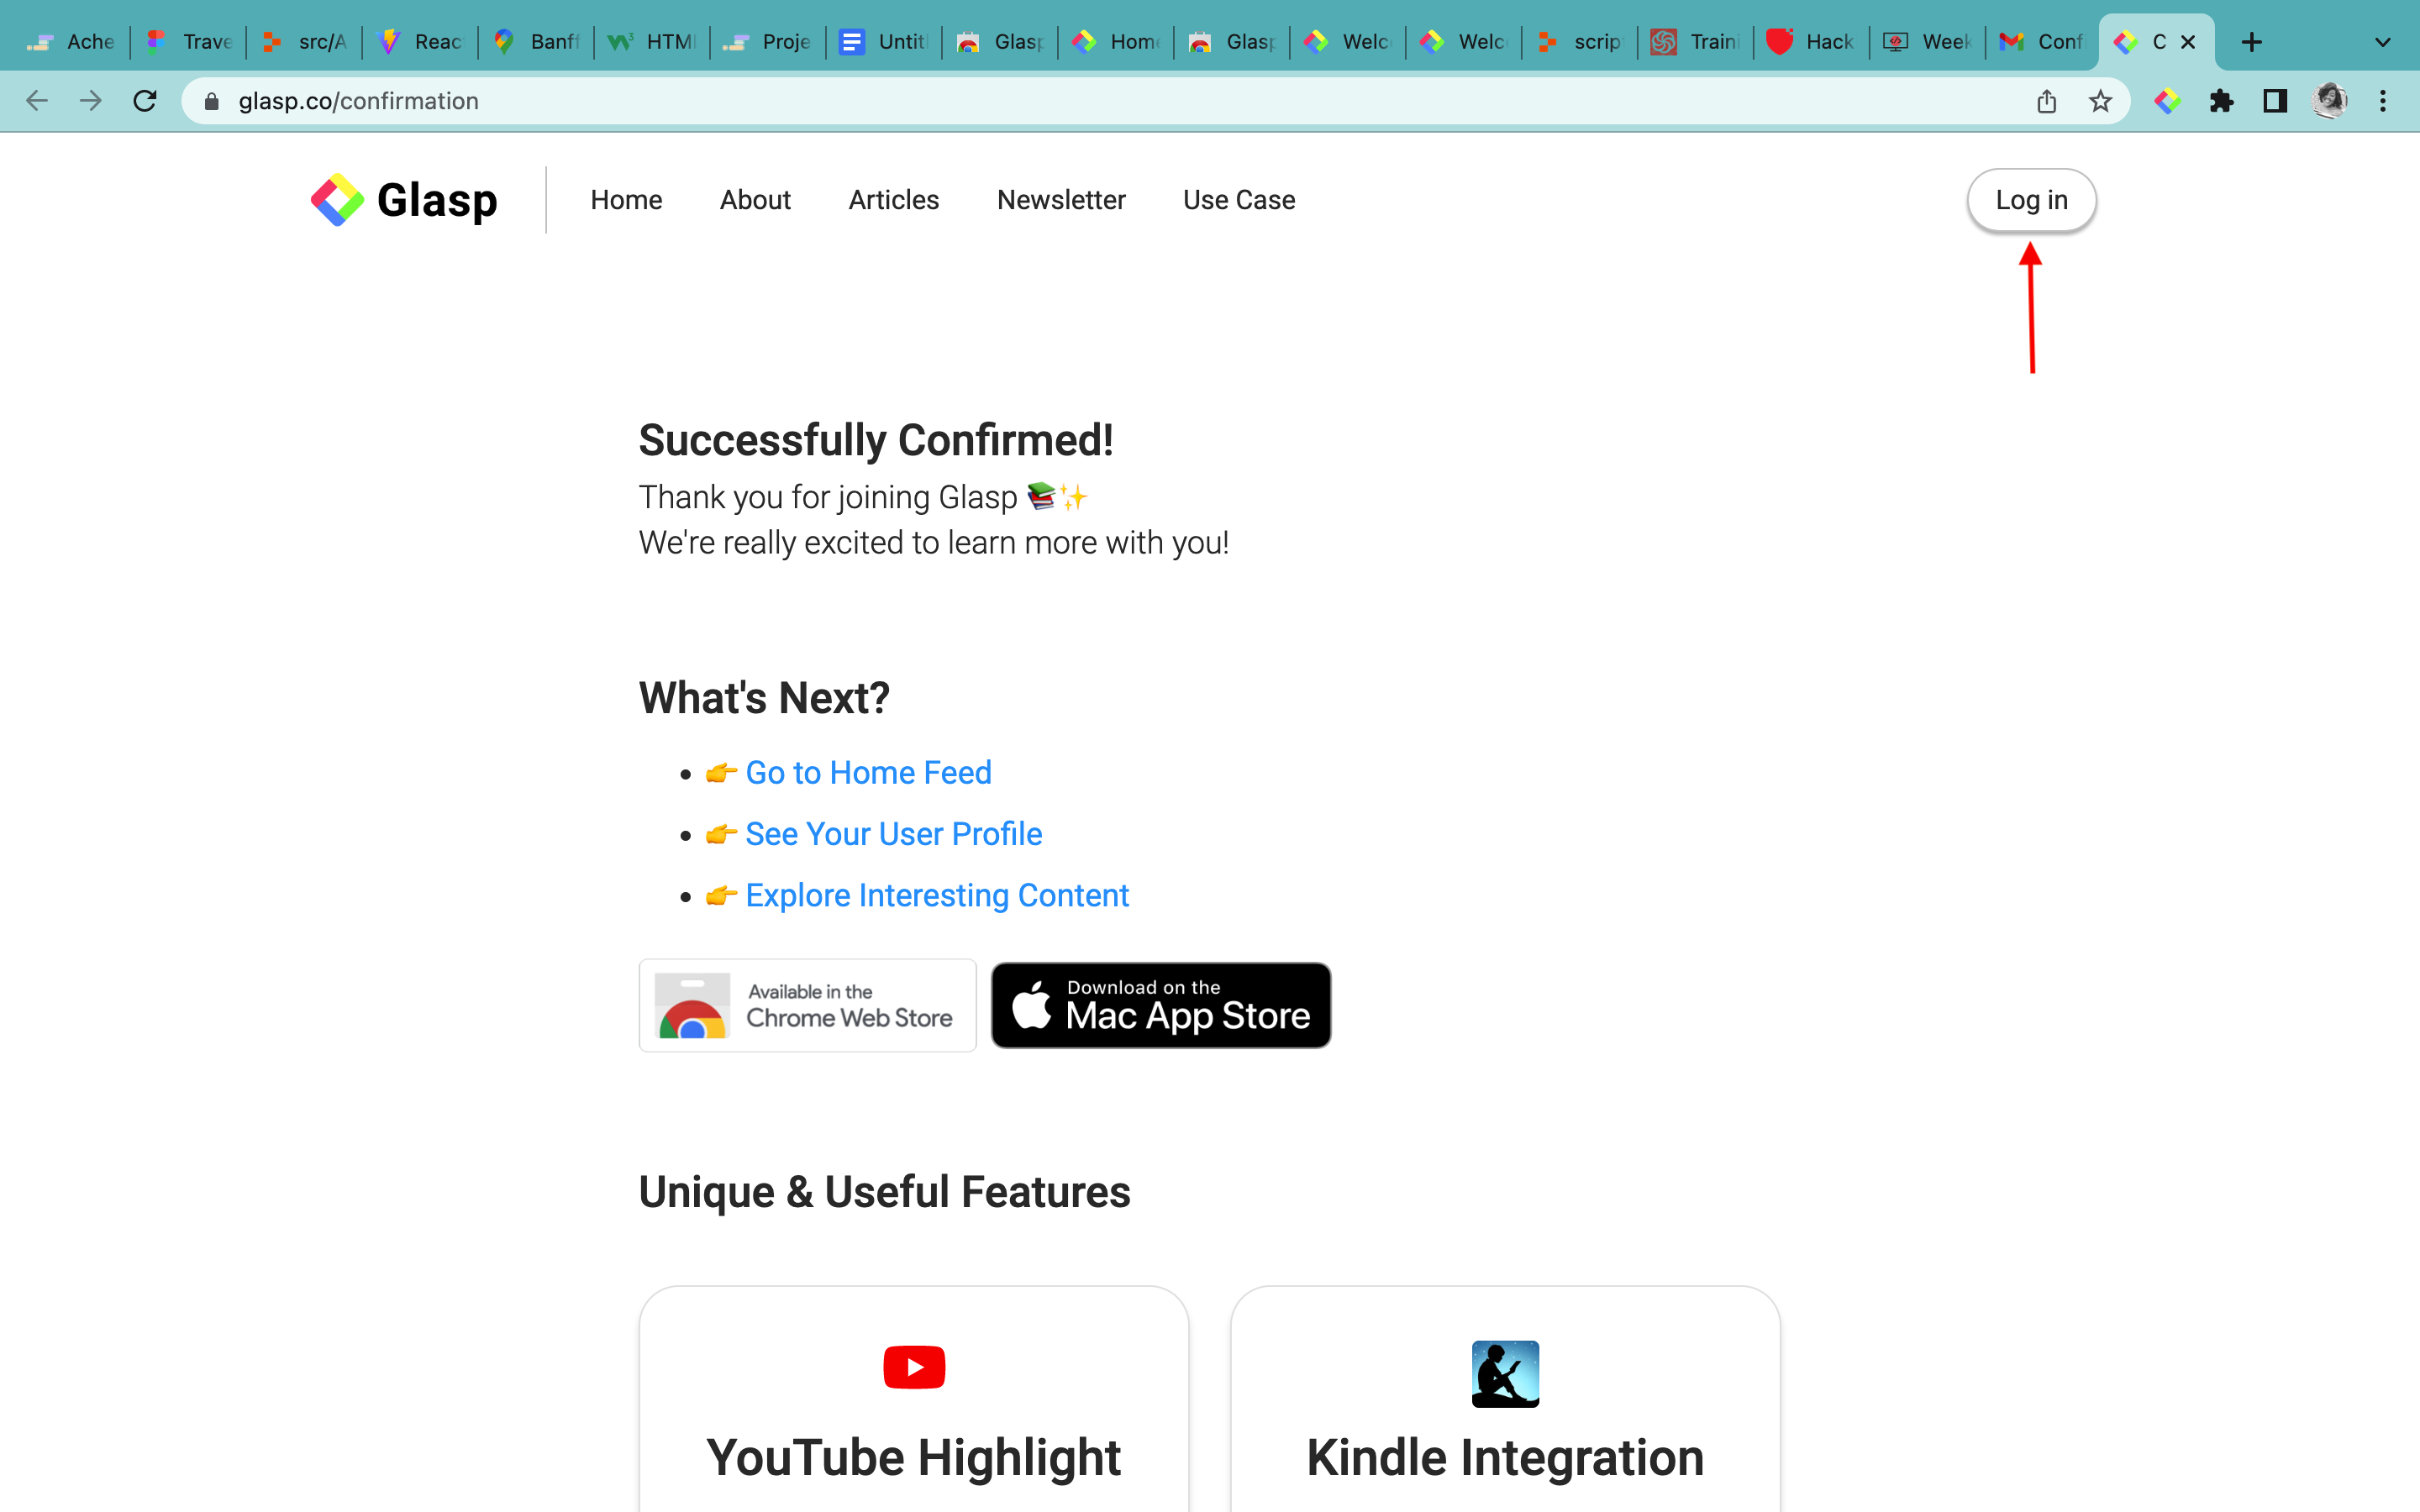 Ache Trave src/A Reac Banff HTML Proje Untit Glasp Home Glasp Welc Welc scrip Traini Hack Week Conf C
glasp.co/confirmation
Glasp Home About Articles Newsletter Use Case Log in
Successfully Confirmed!
Thank you for joining Glasp 📚✨
We're really excited to learn more with you!
What's Next?
• 👉 Go to Home Feed
• 👉 See Your User Profile
• 👉 Explore Interesting Content
Available in the
Chrome Web Store
Download on the
Mac App Store
Unique & Useful Features
YouTube Highlight
Kindle Integration